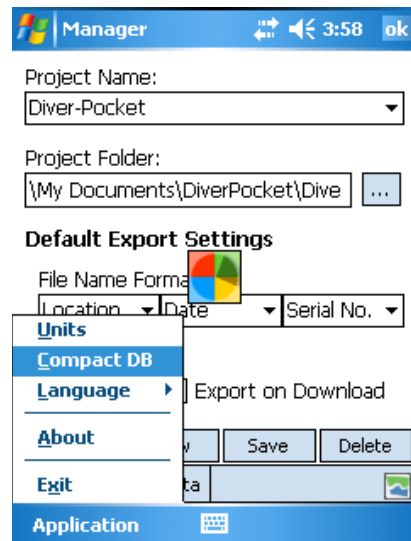 Manager 3:58 ok
Project Name:
Diver-Pocket
Project Folder:
\My Documents\DiverPocket\Dive ...
Default Export Settings
File Name Forma
Location Date Serial No.
Units
Compact DB
Language
Export on Download
About
Save Delete
Exit
ta
Application